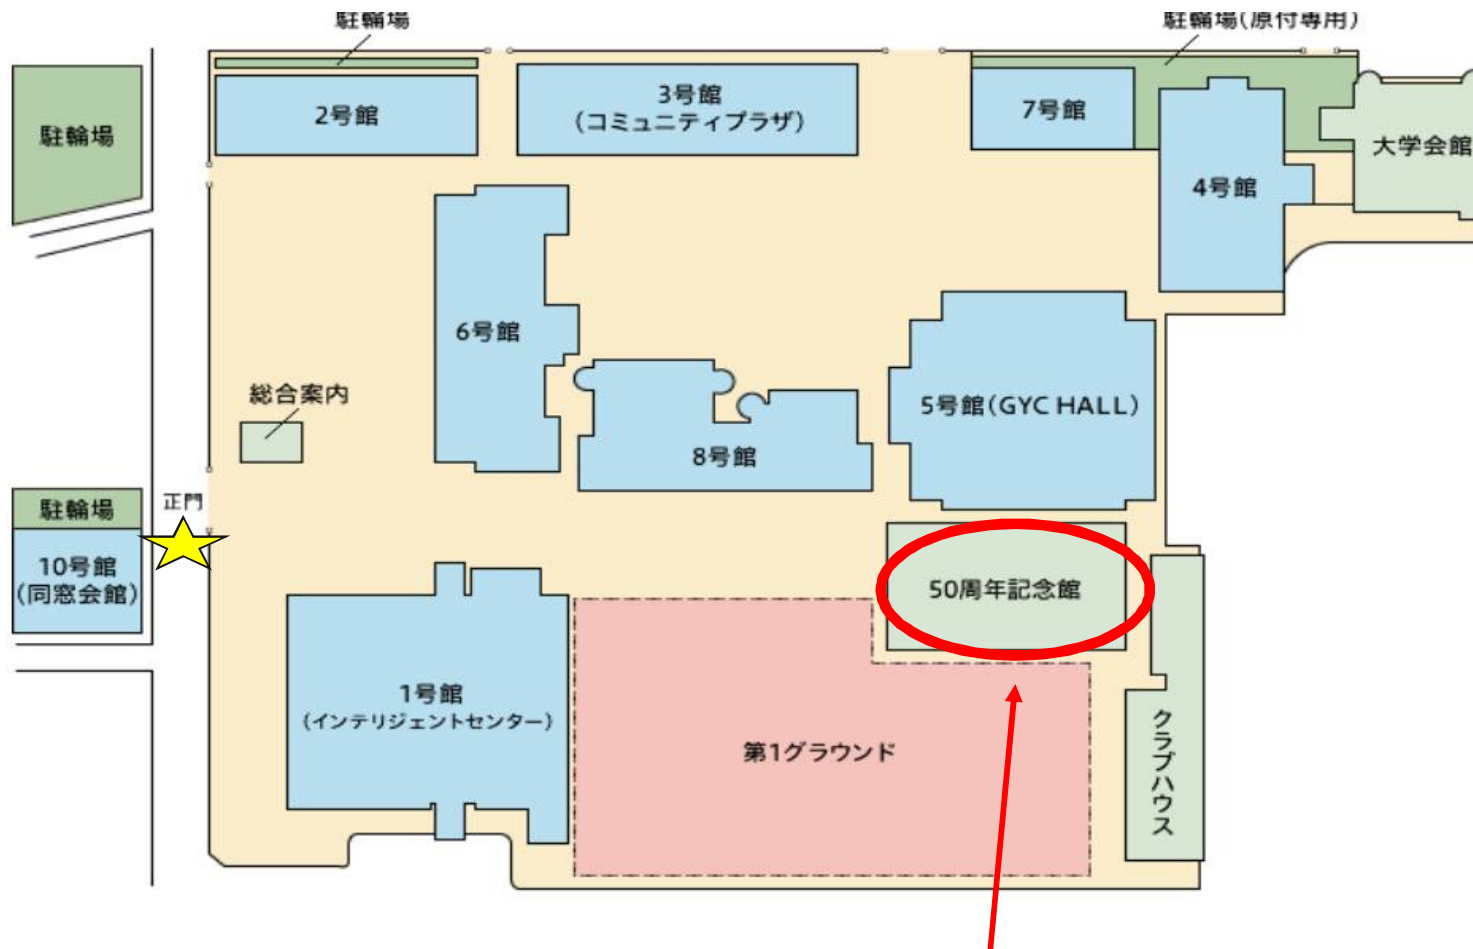 駐輪場
駐輪場(原付専用)
駐輪場
2号館
3号館
(コミュニティプラザ)
7号館
大学会館
4号館
6号館
総合案内
5号館(GYC HALL)
8号館
正門
駐輪場
10号館
(同窓会館)
50周年記念館
1号館
(インテリジェントセンター)
第1グラウンド
クラブハウス